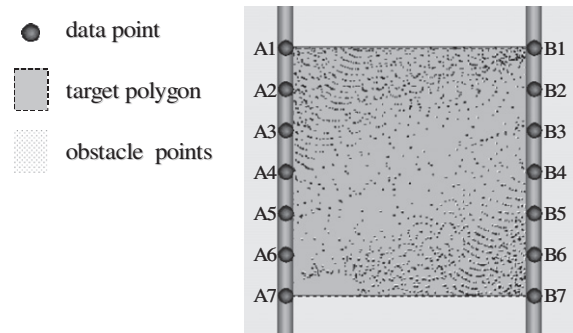 data point
target polygon
obstacle points
A1 B1
A2 B2
A3 B3
A4 B4
A5 B5
A6 B6
A7 B7